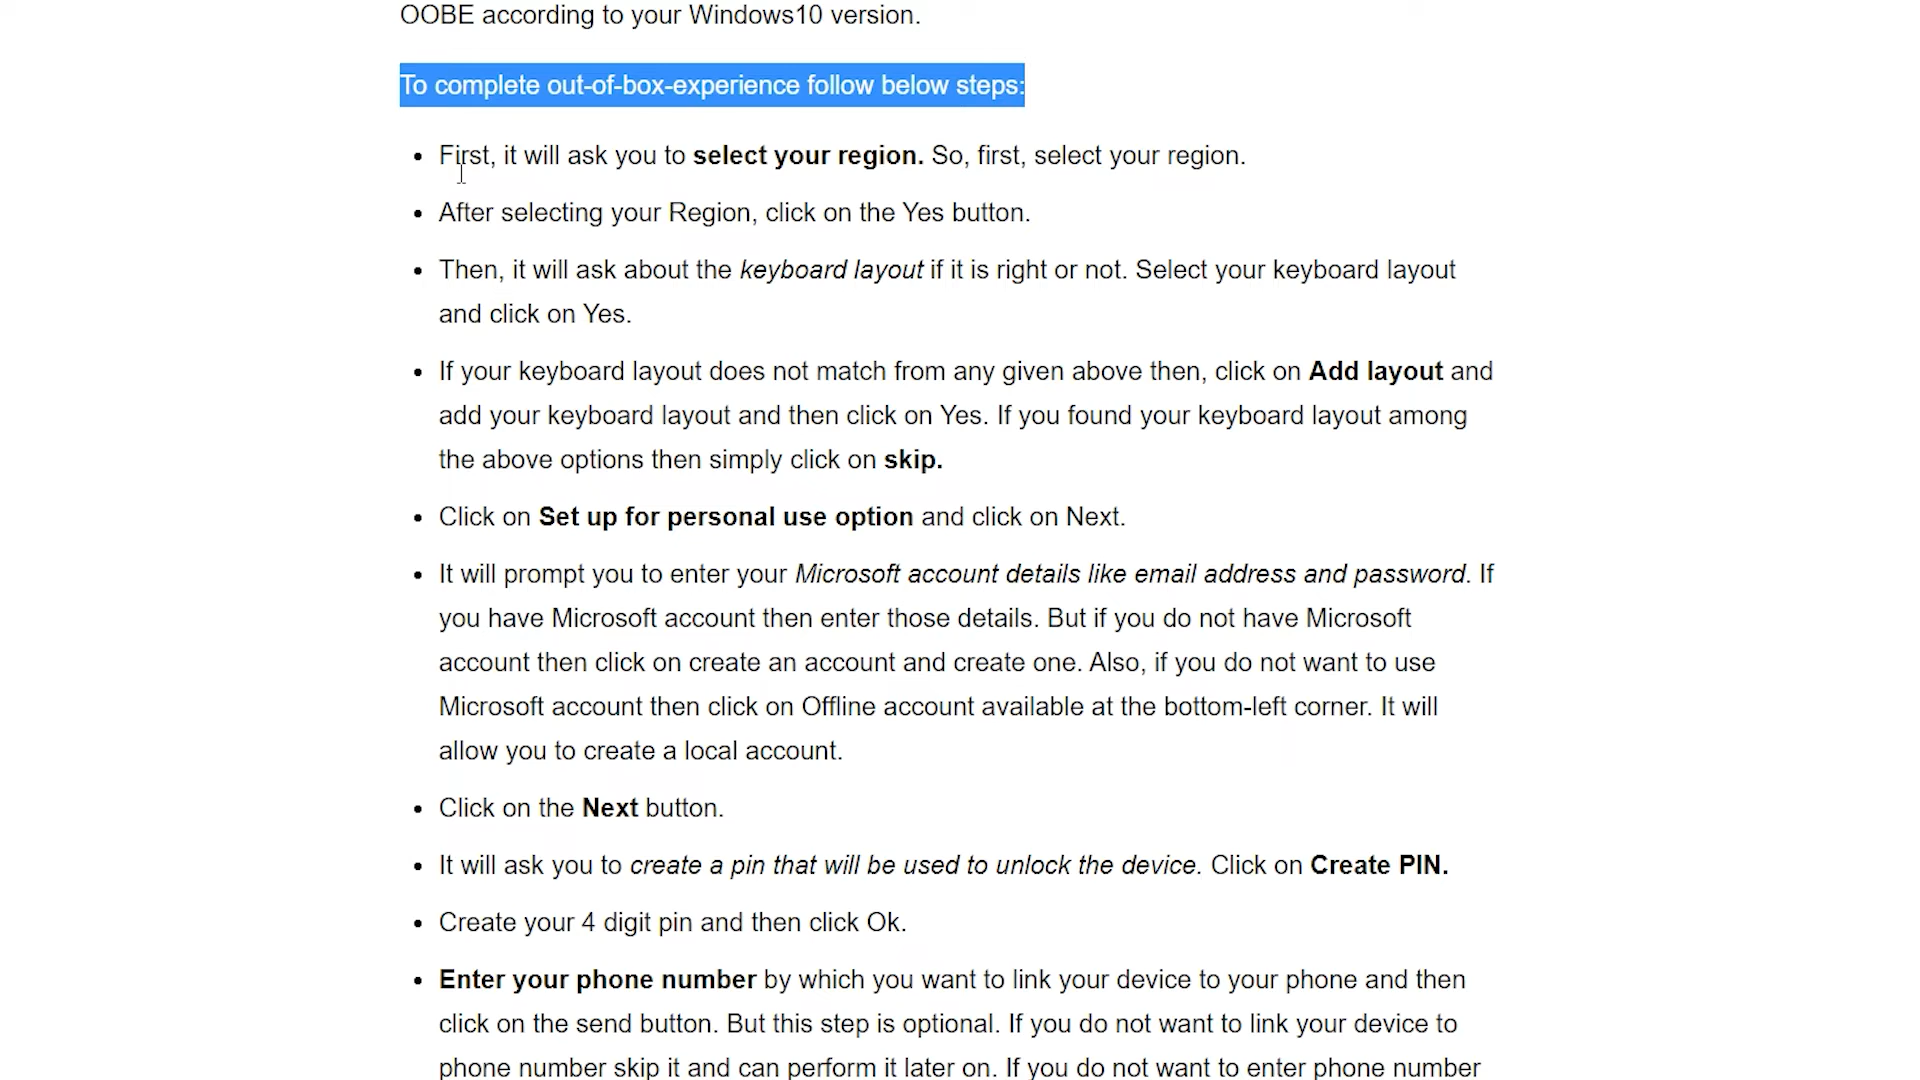 OOBE according to your Windows10 version.
To complete out-of-box-experience follow below steps:
• First, it will ask you to select your region. So, first, select your region.
• After selecting your Region, click on the Yes button.
• Then, it will ask about the keyboard layout if it is right or not. Select your keyboard layout
and click on Yes.
• If your keyboard layout does not match from any given above then, click on Add layout and
add your keyboard layout and then click on Yes. If you found your keyboard layout among
the above options then simply click on skip.
• Click on Set up for personal use option and click on Next.
• It will prompt you to enter your Microsoft account details like email address and password. If
you have Microsoft account then enter those details. But if you do not have Microsoft
account then click on create an account and create one. Also, if you do not want to use
Microsoft account then click on Offline account available at the bottom-left corner. It will
allow you to create a local account.
• Click on the Next button.
• It will ask you to create a pin that will be used to unlock the device. Click on Create PIN.
• Create your 4 digit pin and then click Ok.
• Enter your phone number by which you want to link your device to your phone and then
click on the send button. But this step is optional. If you do not want to link your device to
phone number skip it and can perform it later on. If you do not want to enter phone number